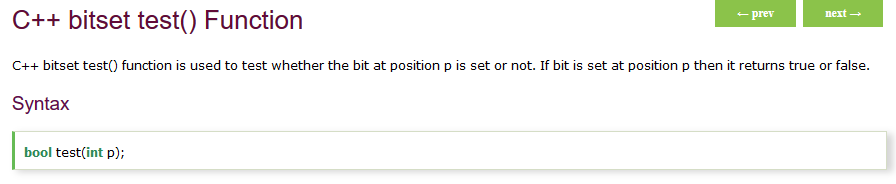 C++ bitset test() Function
← prev
next →
C++ bitset test() function is used to test whether the bit at position p is set or not. If bit is set at position p then it returns true or false.
Syntax
bool test(int p);